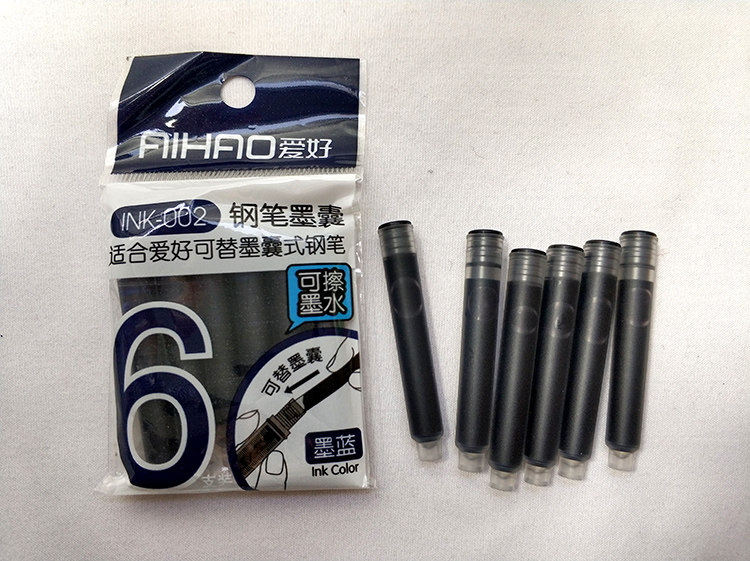 AIHAO爱好
INK-002 钢笔墨囊
适合爱好可替墨囊式钢笔
可擦
墨水
6
可替墨囊
墨蓝
Ink Color